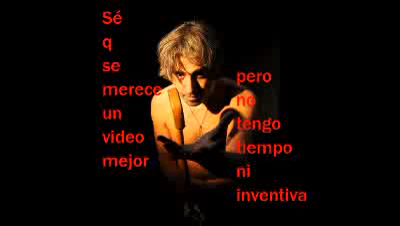 Sé
q
se
merece
un
video
mejor
pero
no
tengo
tiempo
ni
inventiva